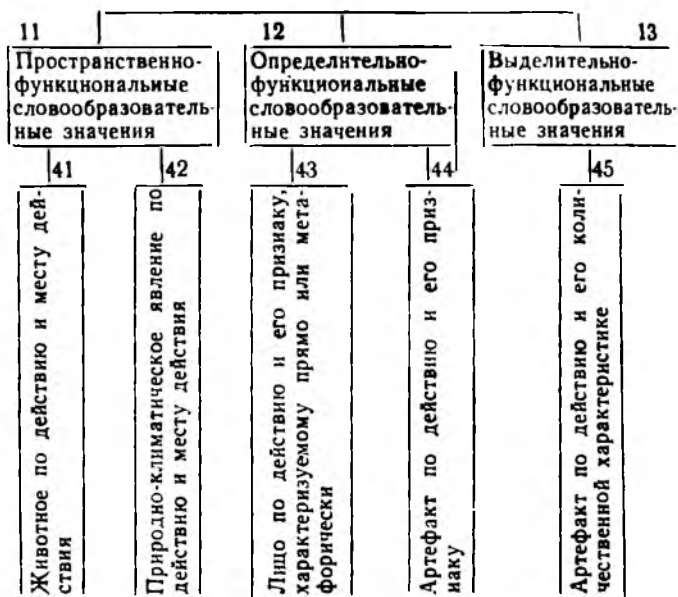 11
12
13
Пространственно-
функциональные
словообразователь-
ные значения
Определительно-
функциональные
словообразователь-
ные значения
Выделительно-
функциональные
словообразователь-
ные значения
41
42
43
44
45
Животное по действию и месту дей-
ствия
Природно-климатическое явление по
действию и месту действия
Лицо по действию и его признаку,
характеризуемому прямо или мета-
форически
Артефакт по действию и его приз-
наку
Артефакт по действию и его коли-
чественной характеристике